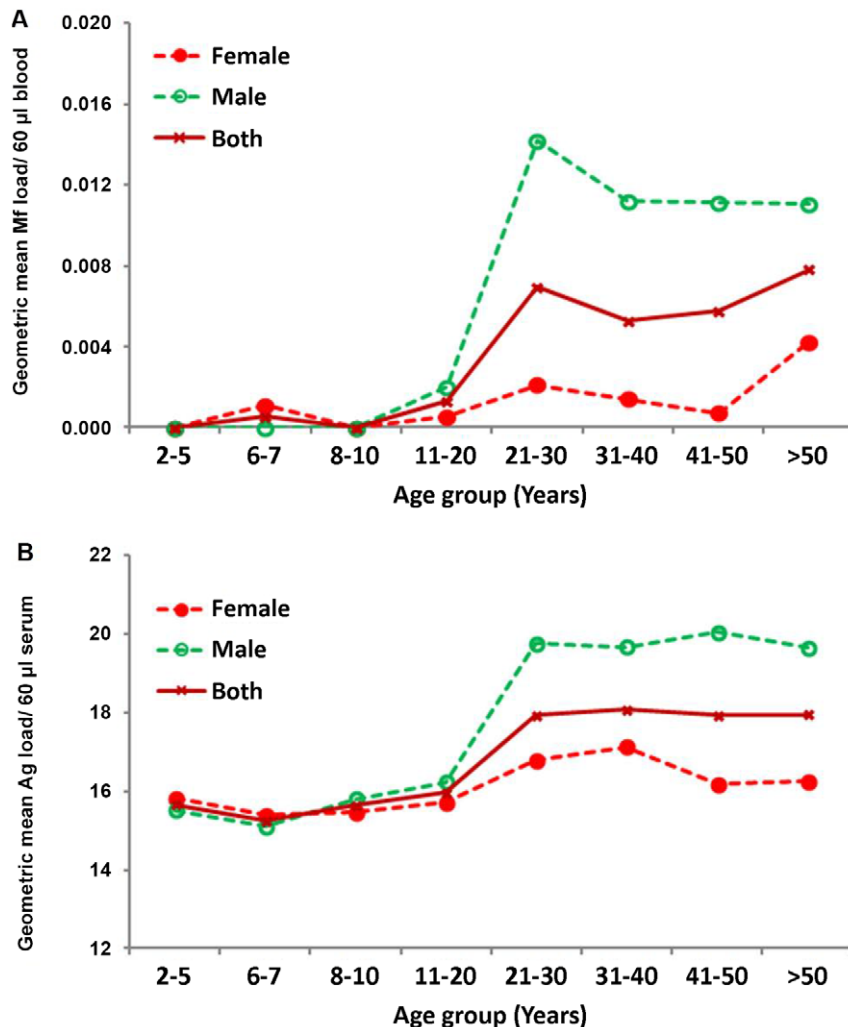 A
Geometric mean Mf load/ 60 µl blood
0.020
0.016
0.012
0.008
0.004
0.000
Female
Male
Both
2-5 6-7 8-10 11-20 21-30 31-40 41-50 >50
Age group (Years)
B
Geometric mean Ag load/ 60 µl serum
22
20
18
16
14
12
Female
Male
Both
2-5 6-7 8-10 11-20 21-30 31-40 41-50 >50
Age group (Years)